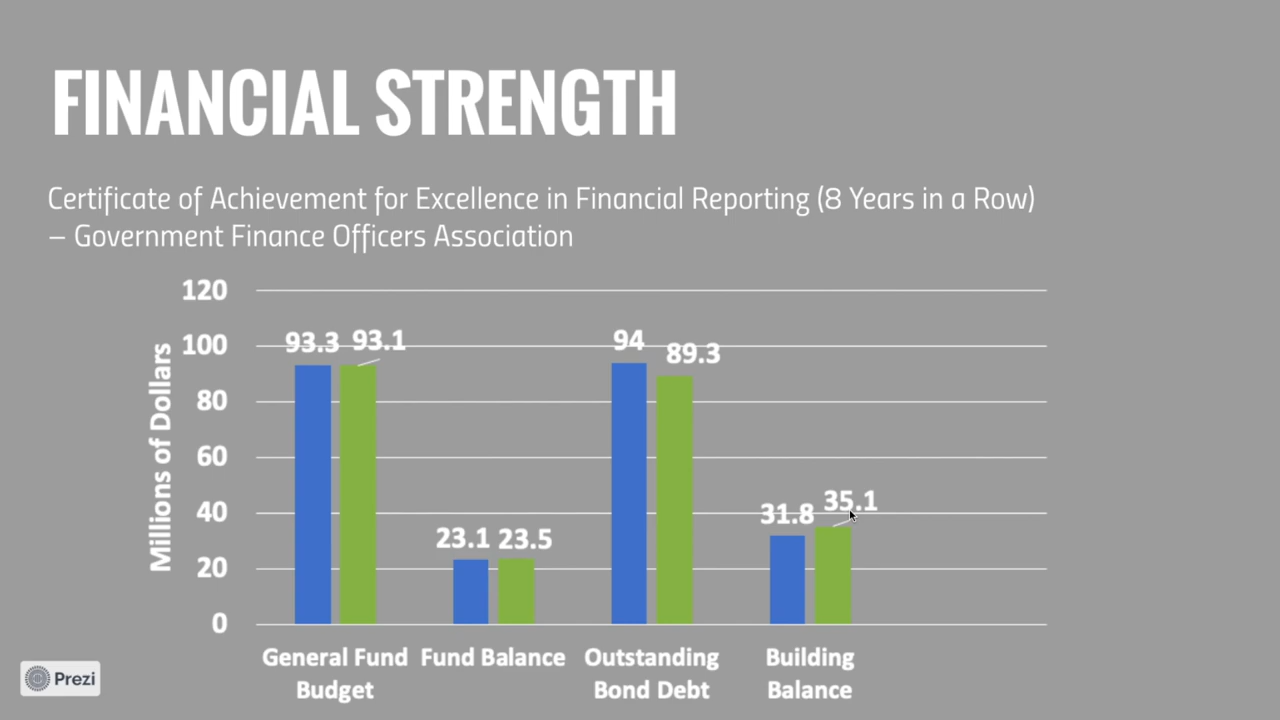 FINANCIAL STRENGTH
Certificate of Achievement for Excellence in Financial Reporting (8 Years in a Row)
– Government Finance Officers Association
Millions of Dollars
120
100
80
60
40
20
0
93.3 93.1
23.1 23.5
94 89.3
31.8 35.1
General Fund
Budget
Fund Balance
Outstanding
Bond Debt
Building
Balance
Prezi